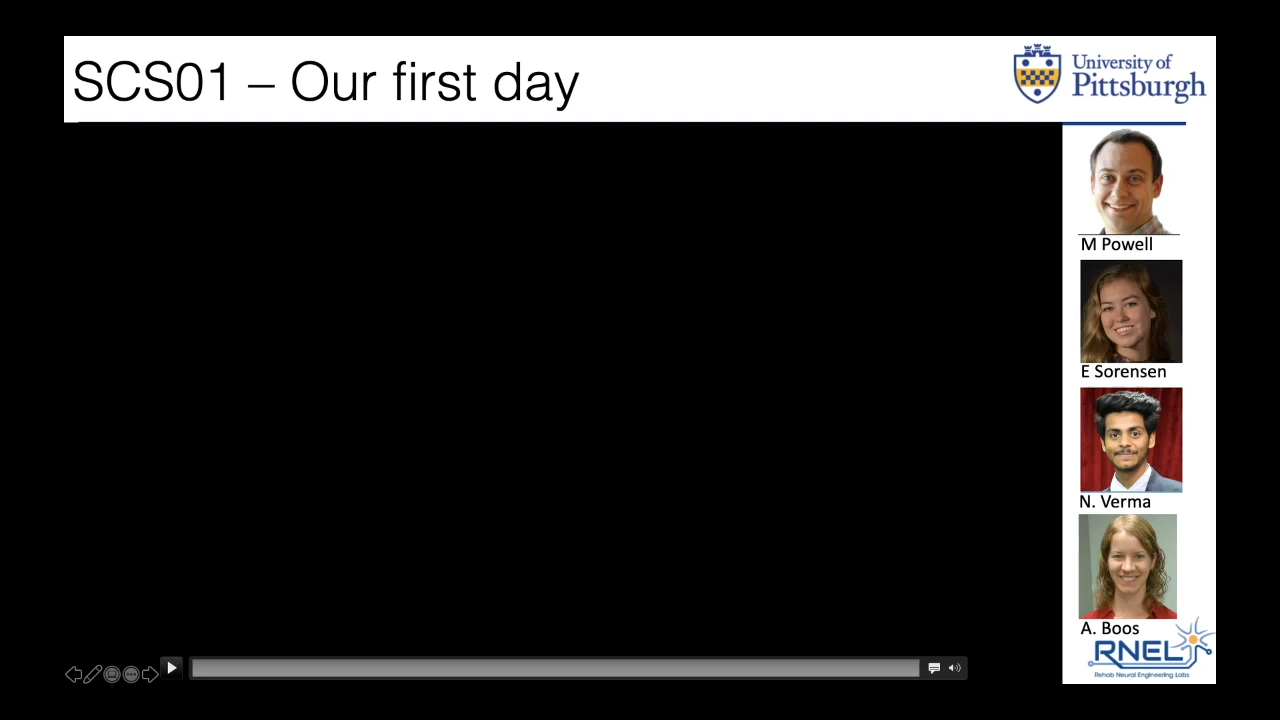 SCS01 – Our first day
University of
Pittsburgh
M Powell
E Sorensen
N. Verma
A. Boos
RNEL
Rehab Neural Engineering Labs